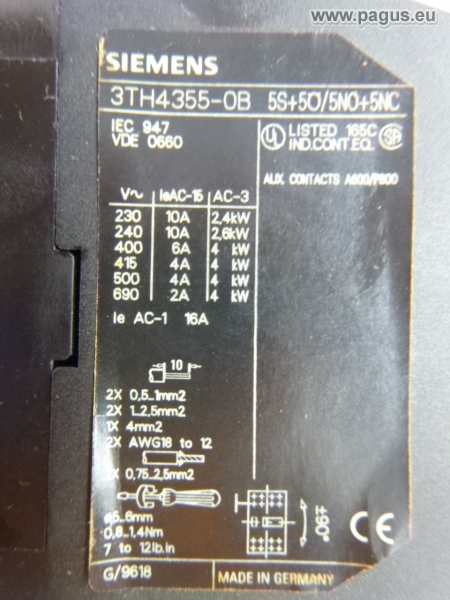 www.pagus.eu
SIEMENS
3TH4355-0B 5S+5Ö/5NO+5NC
IEC 947
VDE 0660
UL LISTED 165C
IND.CONT.EQ.
AUX. CONTACTS A600/P600
V~ IeAC-15 AC-3
230 10A 2,4kW
240 10A 2,6kW
400 6A 4 kW
415 4A 4 kW
500 4A 4 kW
690 2A 4 kW
Ie AC-1 16A
10
2X 0,5..1mm2
2X 1..2,5mm2
1X 4mm2
2X AWG18 to 12
X 0,75..2,5mm2
ø5..6mm
0,8..1,4Nm
7 to 12lb.in
±90°
CE
G/9618
MADE IN GERMANY